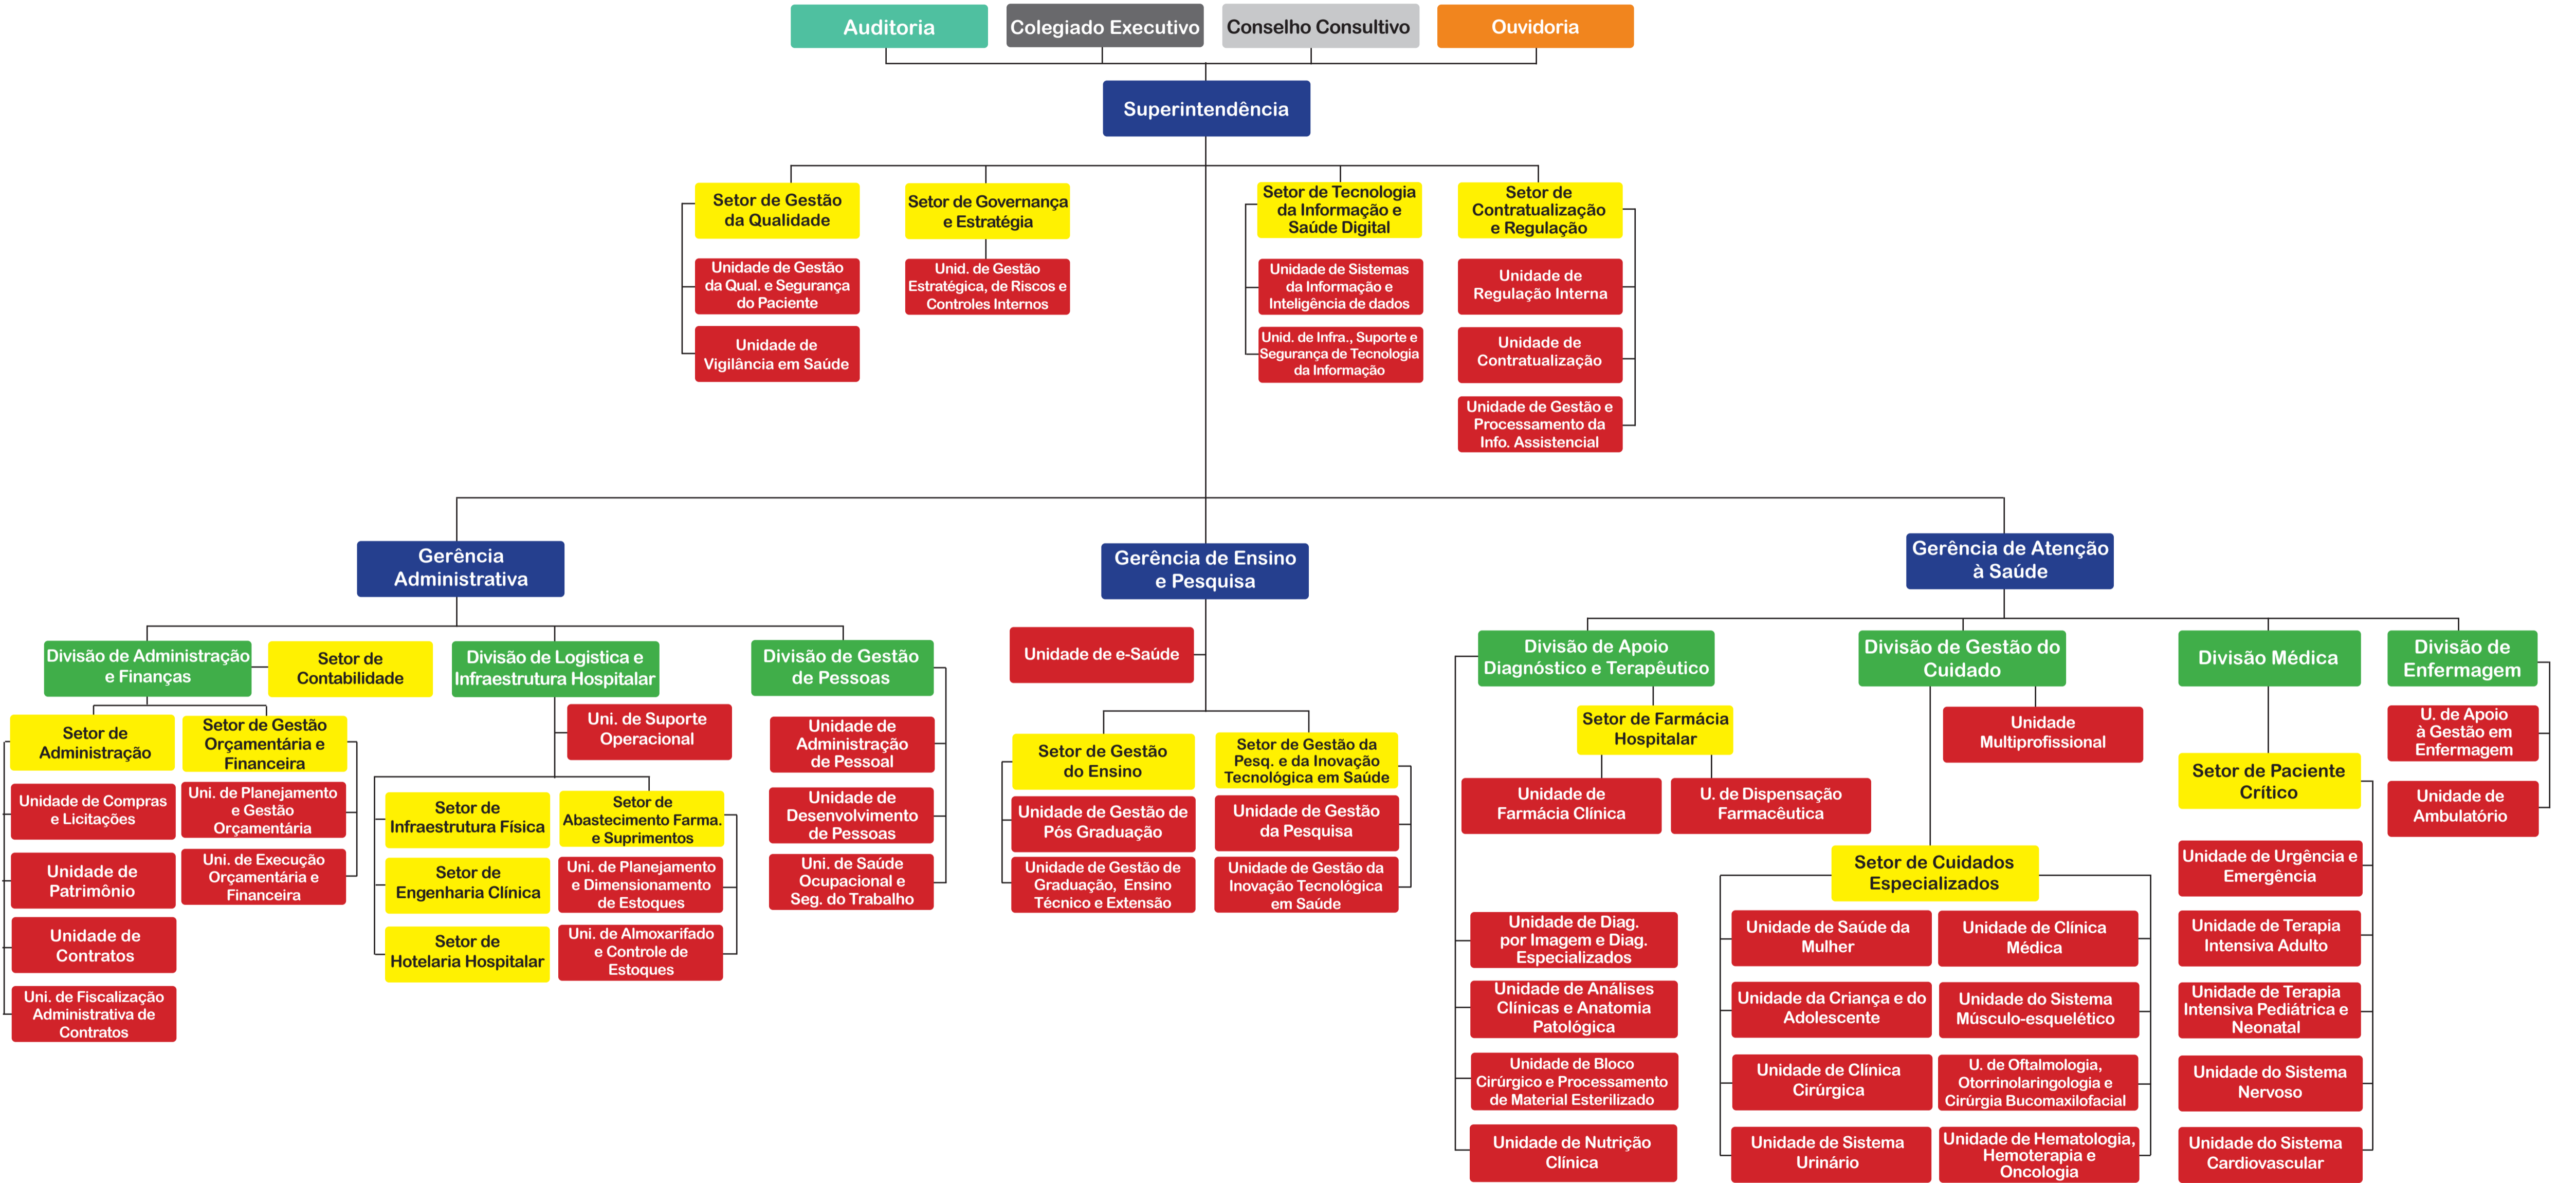 Auditoria
Colegiado Executivo
Conselho Consultivo
Ouvidoria
Superintendência
Setor de Gestão
da Qualidade
Unidade de Gestão
da Qual. e Segurança
do Paciente
Unidade de
Vigilância em Saúde
Setor de Governança
e Estratégia
Unid. de Gestão
Estratégica, de Riscos e
Controles Internos
Setor de Tecnologia
da Informação e
Saúde Digital
Unidade de Sistemas
da Informação e
Inteligência de dados
Unid. de Infra., Suporte e
Segurança de Tecnologia
da Informação
Setor de
Contratualização
e Regulação
Unidade de
Regulação Interna
Unidade de
Contratualização
Unidade de Gestão e
Processamento da
Info. Assistencial
Gerência
Administrativa
Divisão de Administração
e Finanças
Setor de
Contabilidade
Setor de
Administração
Unidade de Compras
e Licitações
Unidade de
Patrimônio
Unidade de
Contratos
Uni. de Fiscalização
Administrativa de
Contratos
Setor de Gestão
Orçamentária e
Financeira
Uni. de Planejamento
e Gestão
Orçamentária
Uni. de Execução
Orçamentária e
Financeira
Divisão de Logistica e
Infraestrutura Hospitalar
Uni. de Suporte
Operacional
Setor de
Infraestrutura Física
Setor de
Engenharia Clínica
Setor de
Hotelaria Hospitalar
Setor de
Abastecimento Farma.
e Suprimentos
Uni. de Planejamento
e Dimensionamento
de Estoques
Uni. de Almoxarifado
e Controle de
Estoques
Divisão de Gestão
de Pessoas
Unidade de
Administração
de Pessoal
Unidade de
Desenvolvimento
de Pessoas
Uni. de Saúde
Ocupacional e
Seg. do Trabalho
Gerência de Ensino
e Pesquisa
Unidade de e-Saúde
Setor de Gestão
do Ensino
Unidade de Gestão de
Pós Graduação
Unidade de Gestão de
Graduação, Ensino
Técnico e Extensão
Setor de Gestão da
Pesq. e da Inovação
Tecnológica em Saúde
Unidade de Gestão
da Pesquisa
Unidade de Gestão da
Inovação Tecnológica
em Saúde
Gerência de Atenção
à Saúde
Divisão de Apoio
Diagnóstico e Terapêutico
Setor de Farmácia
Hospitalar
Unidade de
Farmácia Clínica
U. de Dispensação
Farmacêutica
Unidade de Diag.
por Imagem e Diag.
Especializados
Unidade de Análises
Clínicas e Anatomia
Patológica
Unidade de Bloco
Cirúrgico e Processamento
de Material Esterilizado
Unidade de Nutrição
Clínica
Divisão de Gestão do
Cuidado
Unidade
Multiprofissional
Setor de Cuidados
Especializados
Unidade de Saúde da
Mulher
Unidade da Criança e do
Adolescente
Unidade de Clínica
Cirúrgica
Unidade de Sistema
Urinário
Unidade de Clínica
Médica
Unidade do Sistema
Músculo-esquelético
U. de Oftalmologia,
Otorrinolaringologia e
Cirúrgia Bucomaxilofacial
Unidade de Hematologia,
Hemoterapia e
Oncologia
Divisão Médica
Setor de Paciente
Crítico
Unidade de Urgência e
Emergência
Unidade de Terapia
Intensiva Adulto
Unidade de Terapia
Intensiva Pediátrica e
Neonatal
Unidade do Sistema
Nervoso
Unidade do Sistema
Cardiovascular
Divisão de
Enfermagem
U. de Apoio
à Gestão em
Enfermagem
Unidade de
Ambulatório